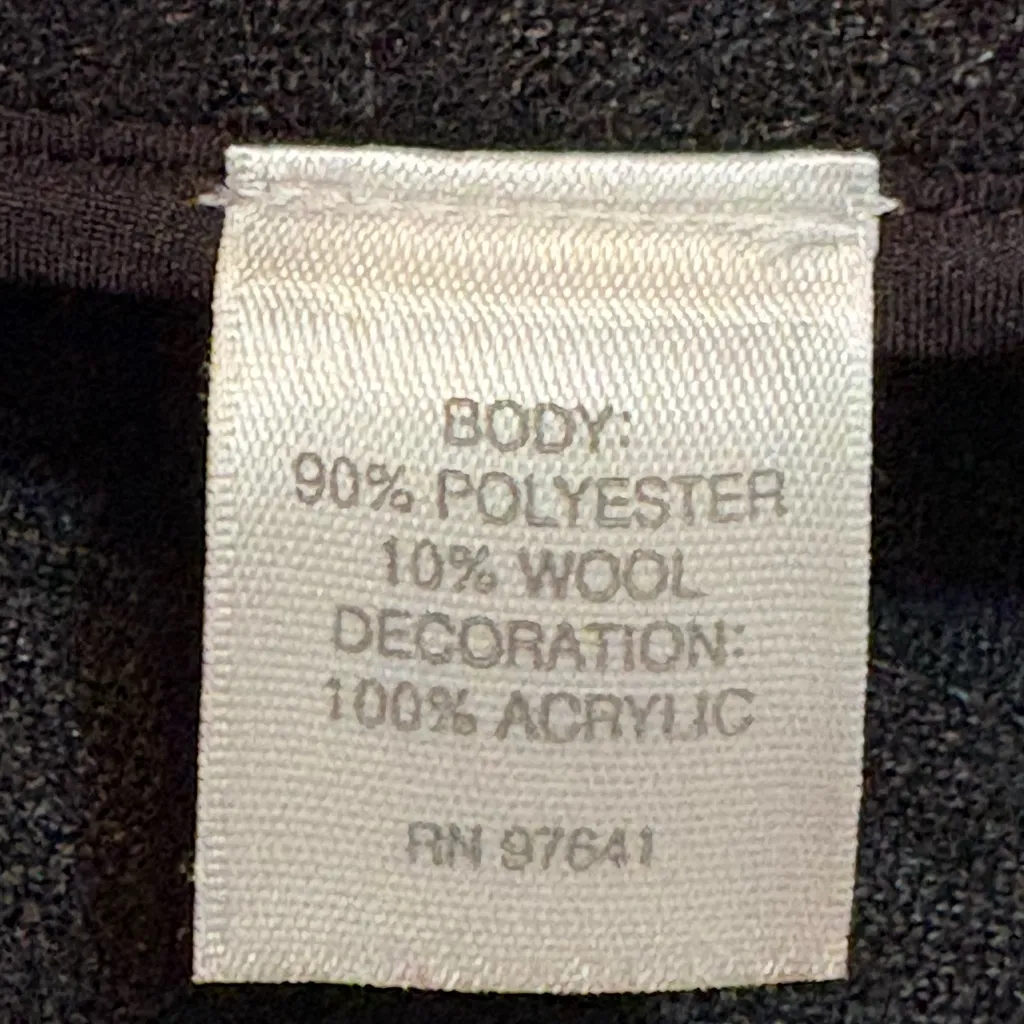 BODY:
90% POLYESTER
10% WOOL
DECORATION:
100% ACRYLIC
RN 97641